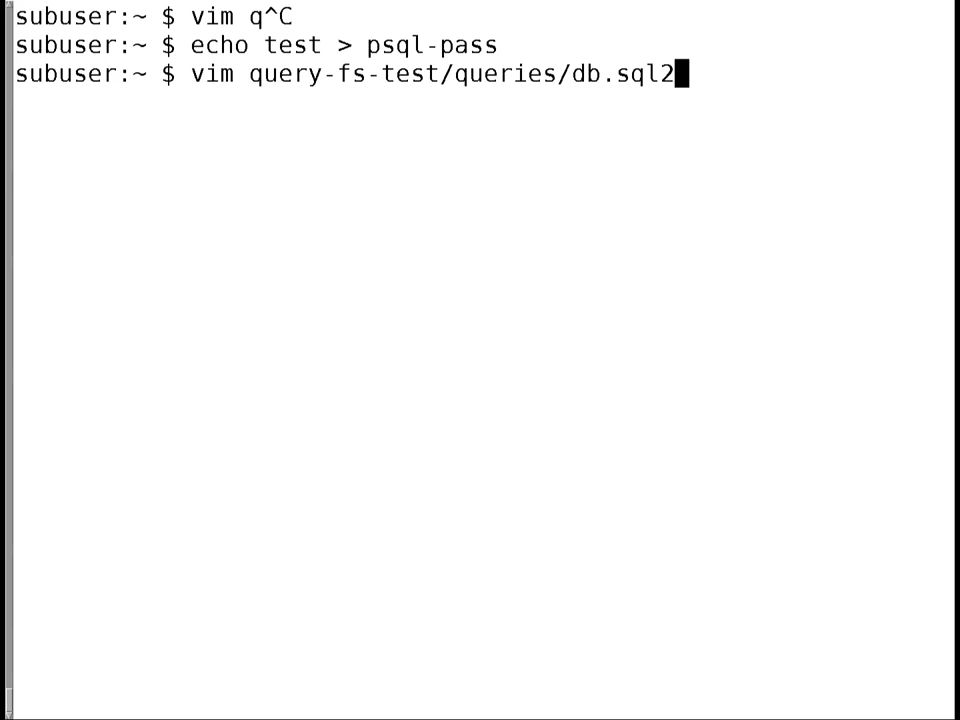 subuser:~ $ vim q^C
subuser:~ $ echo test > psql-pass
subuser:~ $ vim query-fs-test/queries/db.sql2